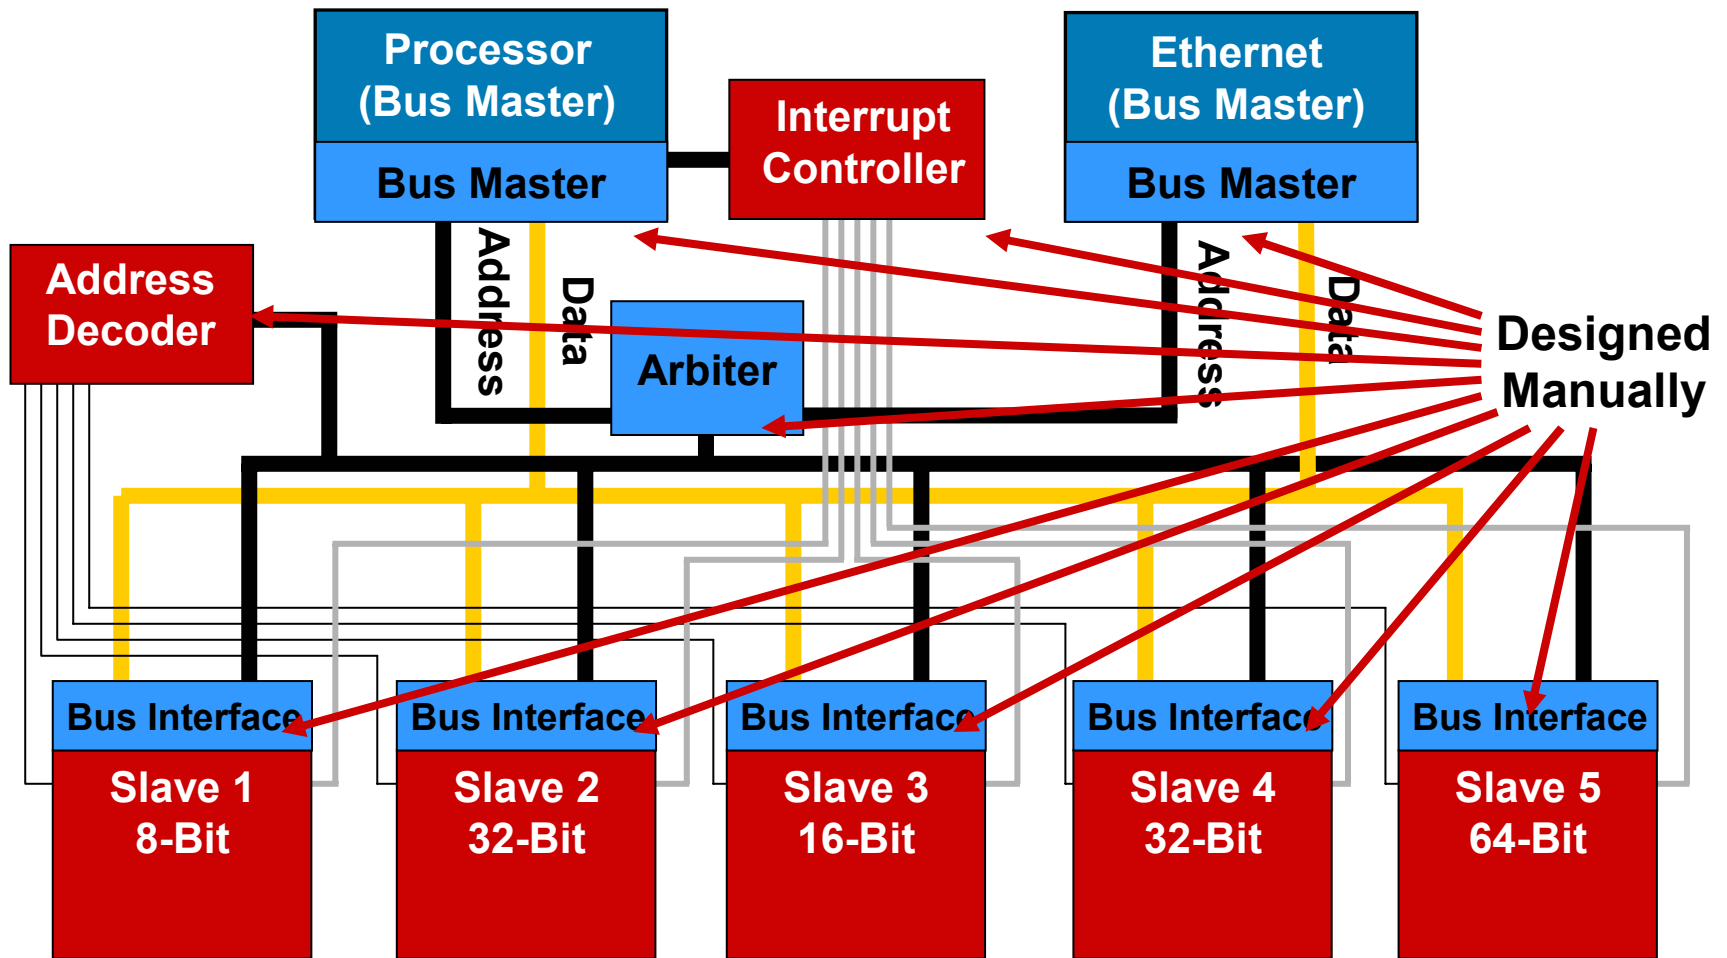 Processor
(Bus Master)
Bus Master
Interrupt
Controller
Ethernet
(Bus Master)
Bus Master
Address
Decoder
Address
Data
Arbiter
Address
Data
Designed
Manually
Bus Interface
Slave 1
8-Bit
Bus Interface
Slave 2
32-Bit
Bus Interface
Slave 3
16-Bit
Bus Interface
Slave 4
32-Bit
Bus Interface
Slave 5
64-Bit